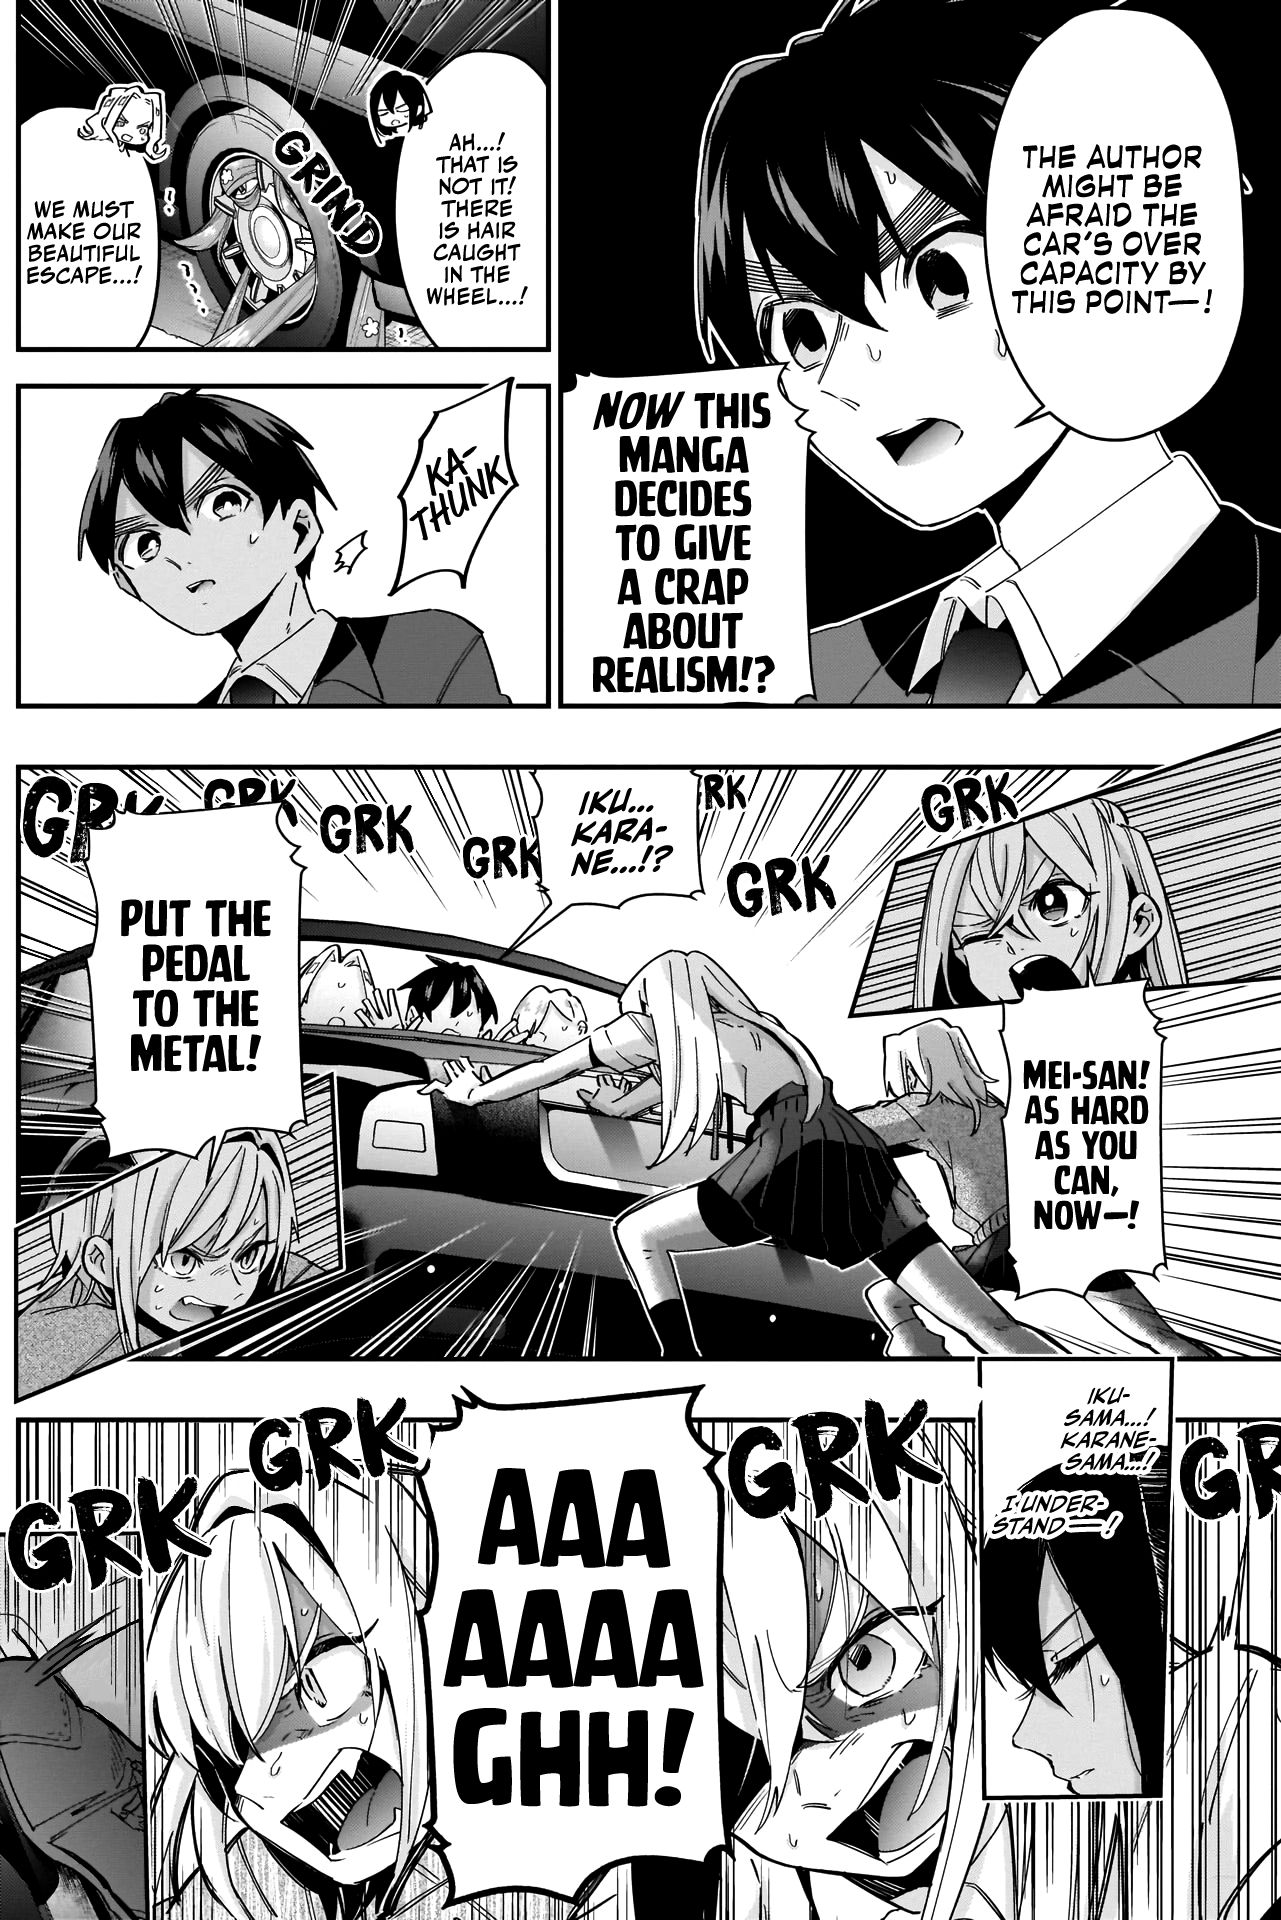 THE AUTHOR
MIGHT BE
AFRAID THE
CAR'S OVER
CAPACITY BY
THIS POINT—!
NOW THIS
MANGA
DECIDES
TO GIVE
A CRAP
ABOUT
REALISM!?
AH...!
THAT IS
NOT IT!
THERE
IS HAIR
CAUGHT
IN THE
WHEEL...!
GRIND
WE MUST
MAKE OUR
BEAUTIFUL
ESCAPE...!
KA-
THUNK
GRK
MEI-SAN!
AS HARD
AS YOU
CAN,
NOW—!
GRK
RK
IKU...
KARA-
NE...!?
GRK
GRK
GRK
GRK
PUT THE
PEDAL
TO THE
METAL!
GRK
IKU-
SAMA...!
KARANE-
SAMA...!
I UNDER-
STAND—!
GRK
AAA
AAAA
GHH!
GRK
GRK